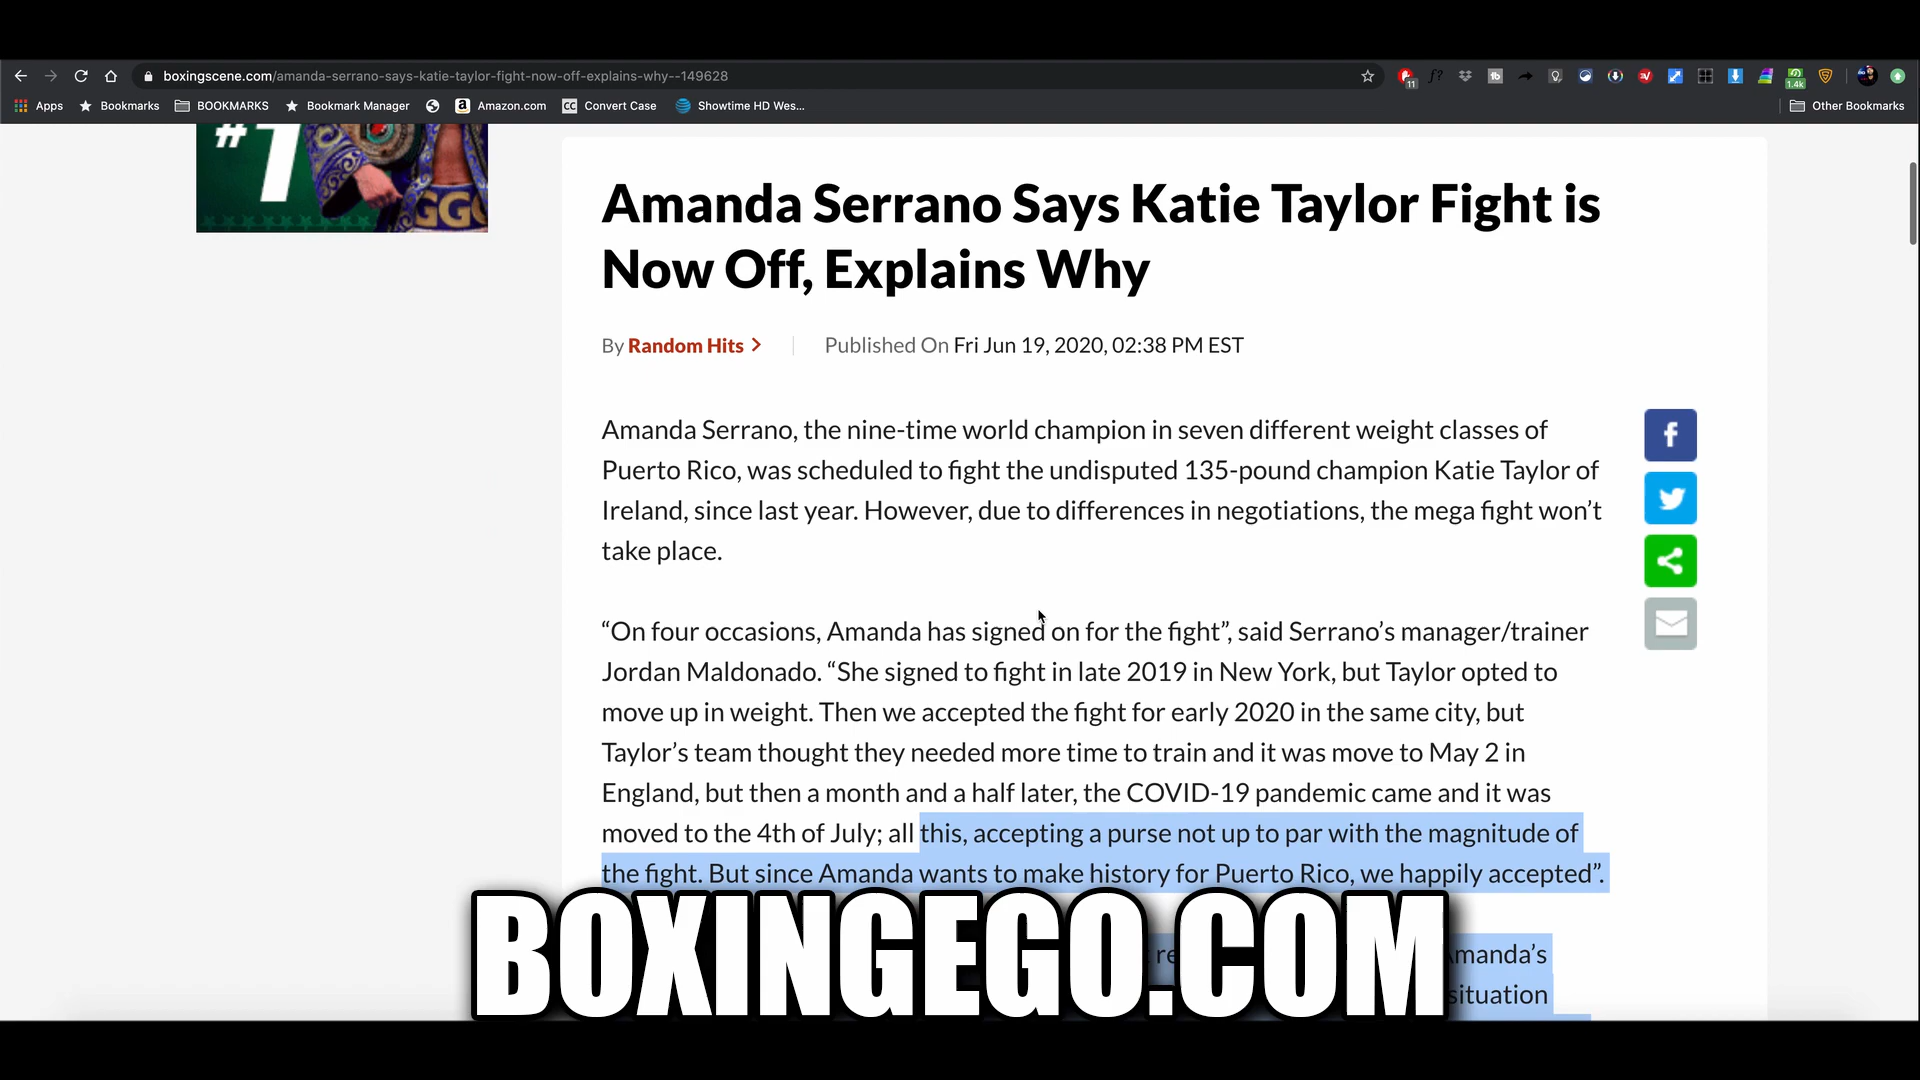 boxingscene.com/amanda-serrano-says-katie-taylor-fight-now-off-explains-why--149628
11
1.4k
Apps Bookmarks BOOKMARKS Bookmark Manager Amazon.com CC Convert Case Showtime HD Wes... Other Bookmarks
#1
GGG
Amanda Serrano Says Katie Taylor Fight is
Now Off, Explains Why
By Random Hits > Published On Fri Jun 19, 2020, 02:38 PM EST
Amanda Serrano, the nine-time world champion in seven different weight classes of
Puerto Rico, was scheduled to fight the undisputed 135-pound champion Katie Taylor of
Ireland, since last year. However, due to differences in negotiations, the mega fight won’t
take place.
“On four occasions, Amanda has signed on for the fight”, said Serrano’s manager/trainer
Jordan Maldonado. “She signed to fight in late 2019 in New York, but Taylor opted to
move up in weight. Then we accepted the fight for early 2020 in the same city, but
Taylor’s team thought they needed more time to train and it was move to May 2 in
England, but then a month and a half later, the COVID-19 pandemic came and it was
moved to the 4th of July; all this, accepting a purse not up to par with the magnitude of
the fight. But since Amanda wants to make history for Puerto Rico, we happily accepted”.
Amanda’s
situation
BOXINGEGO.COM